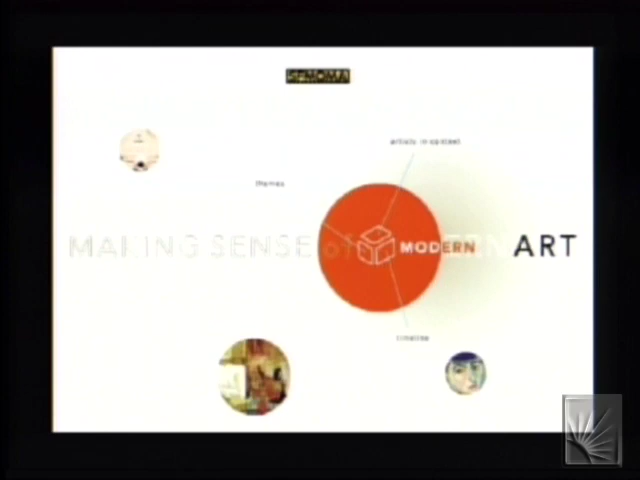 SFMOMA
artists in context
themes
MAKING SENSE of MODERN ART
timeline